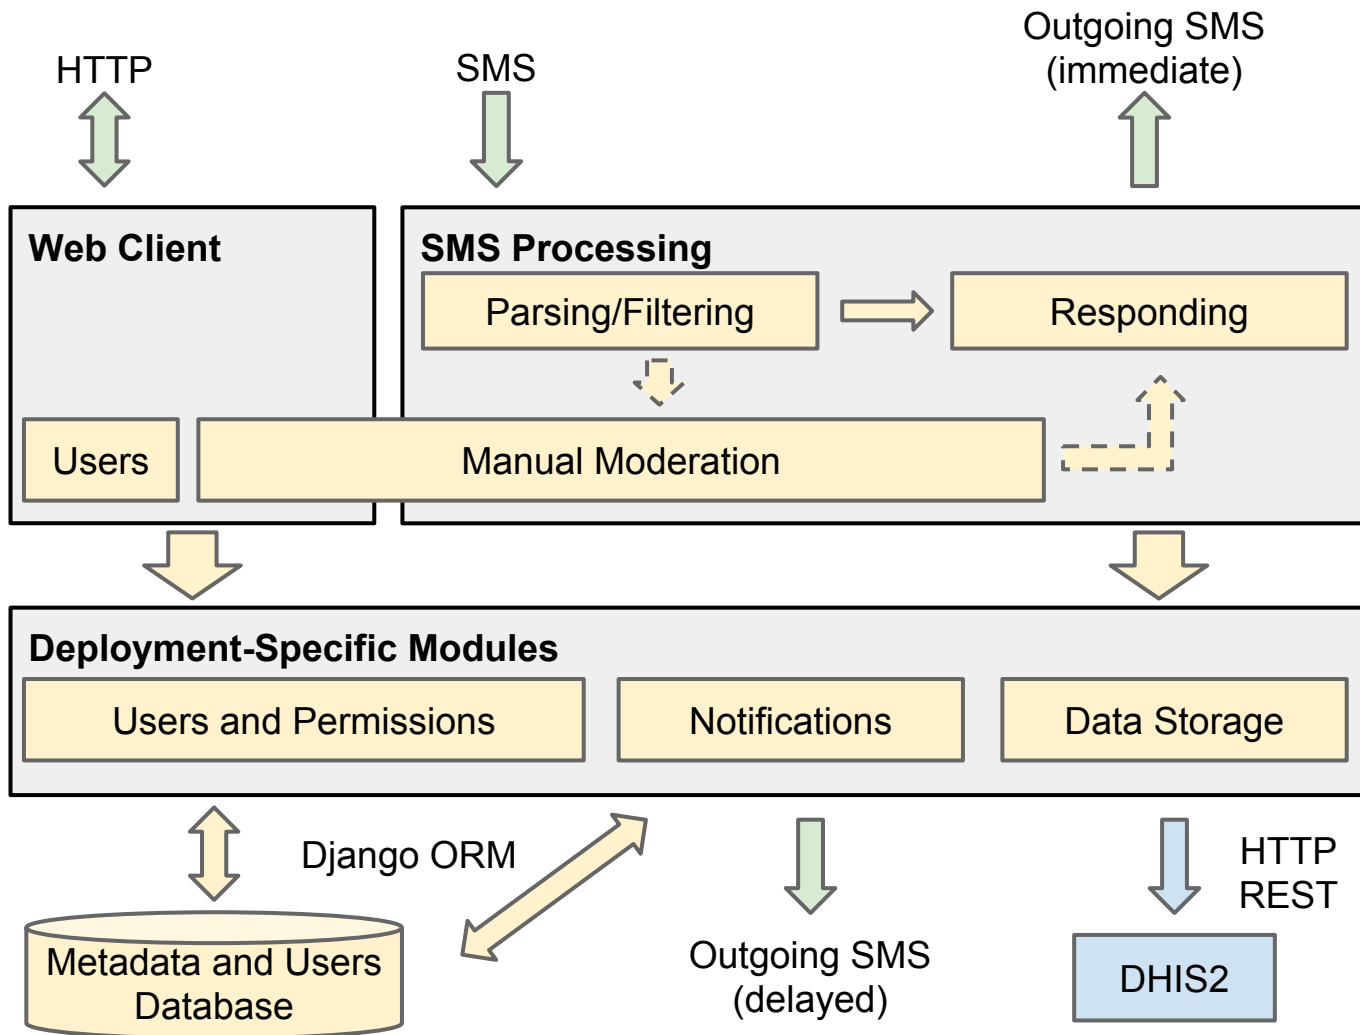 HTTP
SMS
Outgoing SMS
(immediate)
Web Client
SMS Processing
Parsing/Filtering
Responding
Users
Manual Moderation
Deployment-Specific Modules
Users and Permissions
Notifications
Data Storage
Django ORM
HTTP
REST
Metadata and Users
Database
Outgoing SMS
(delayed)
DHIS2